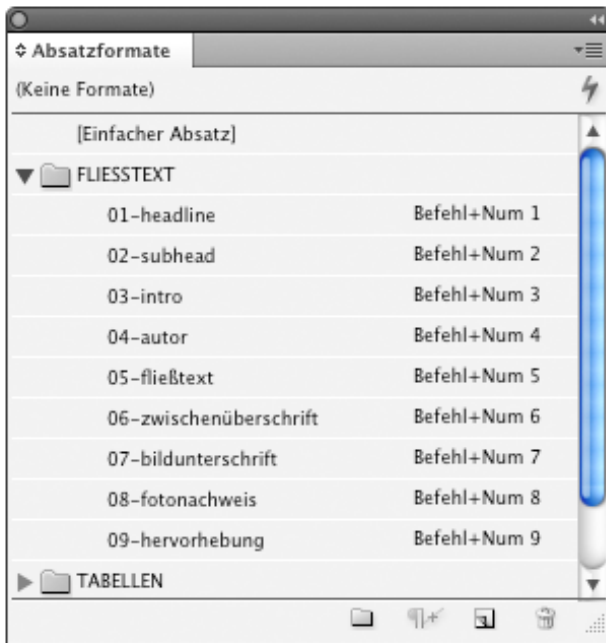 Absatzformate
(Keine Formate)
[Einfacher Absatz]
FLIESSTEXT
01-headline Befehl+Num 1
02-subhead Befehl+Num 2
03-intro Befehl+Num 3
04-autor Befehl+Num 4
05-fließtext Befehl+Num 5
06-zwischenüberschrift Befehl+Num 6
07-bildunterschrift Befehl+Num 7
08-fotonachweis Befehl+Num 8
09-hervorhebung Befehl+Num 9
TABELLEN